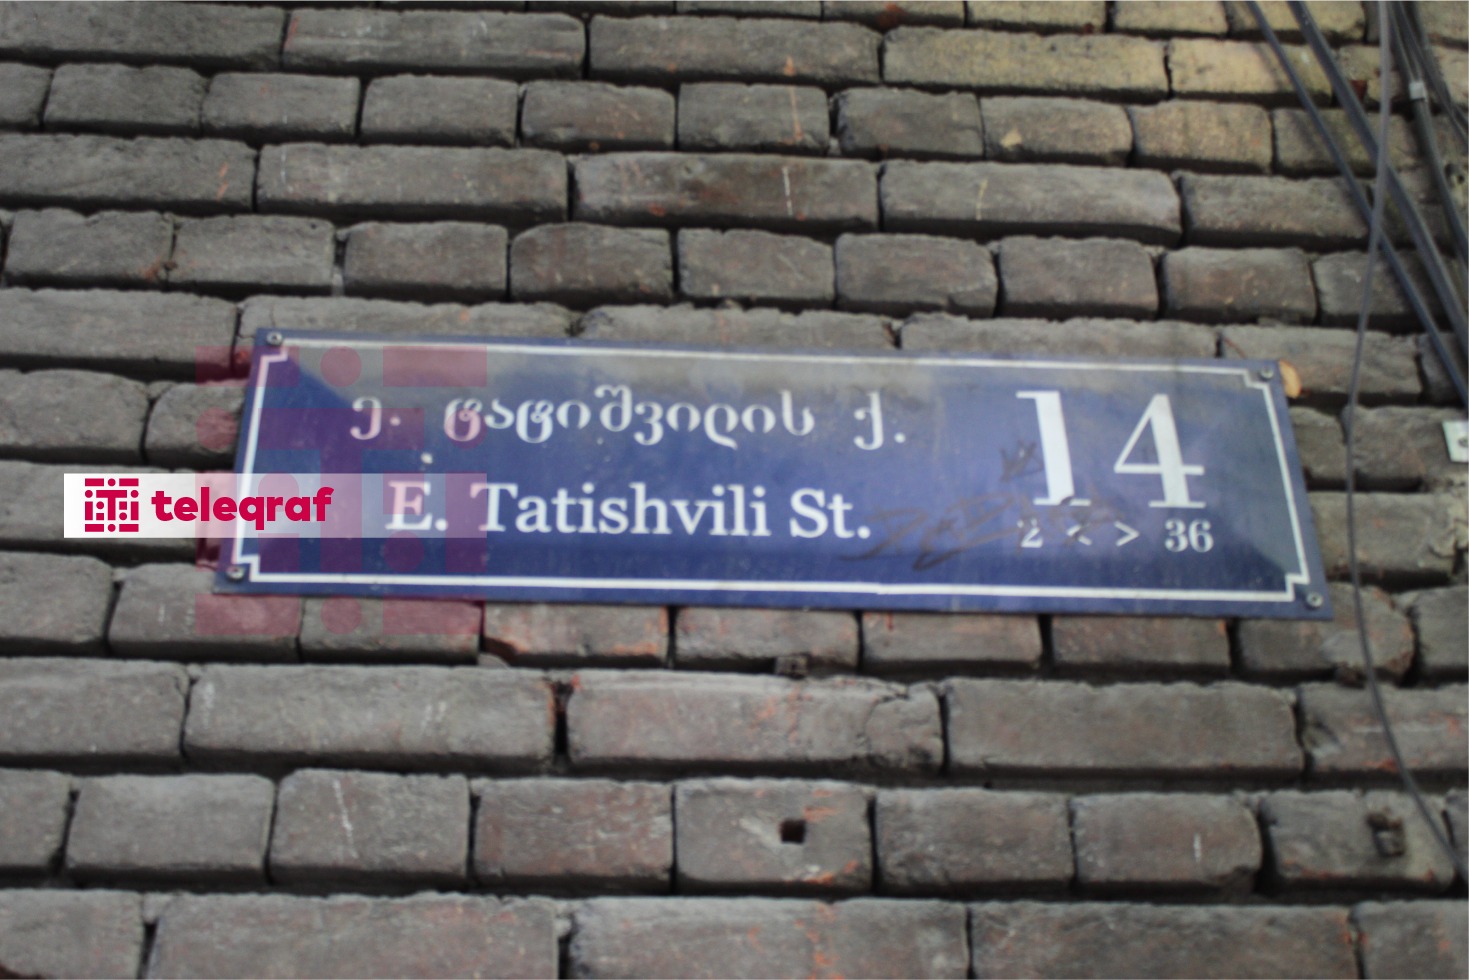 ე. ტატიშვილის ქ.
E. Tatishvili St.
14
2 < > 36
teleqraf